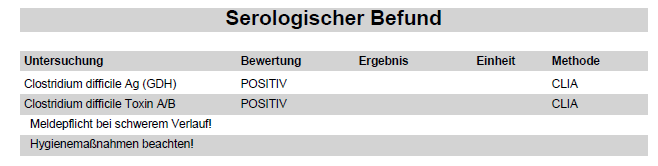 Serologischer Befund
Untersuchung Bewertung Ergebnis Einheit Methode
Clostridium difficile Ag (GDH) POSITIV CLIA
Clostridium difficile Toxin A/B POSITIV CLIA
Meldepflicht bei schwerem Verlauf!
Hygienemaßnahmen beachten!